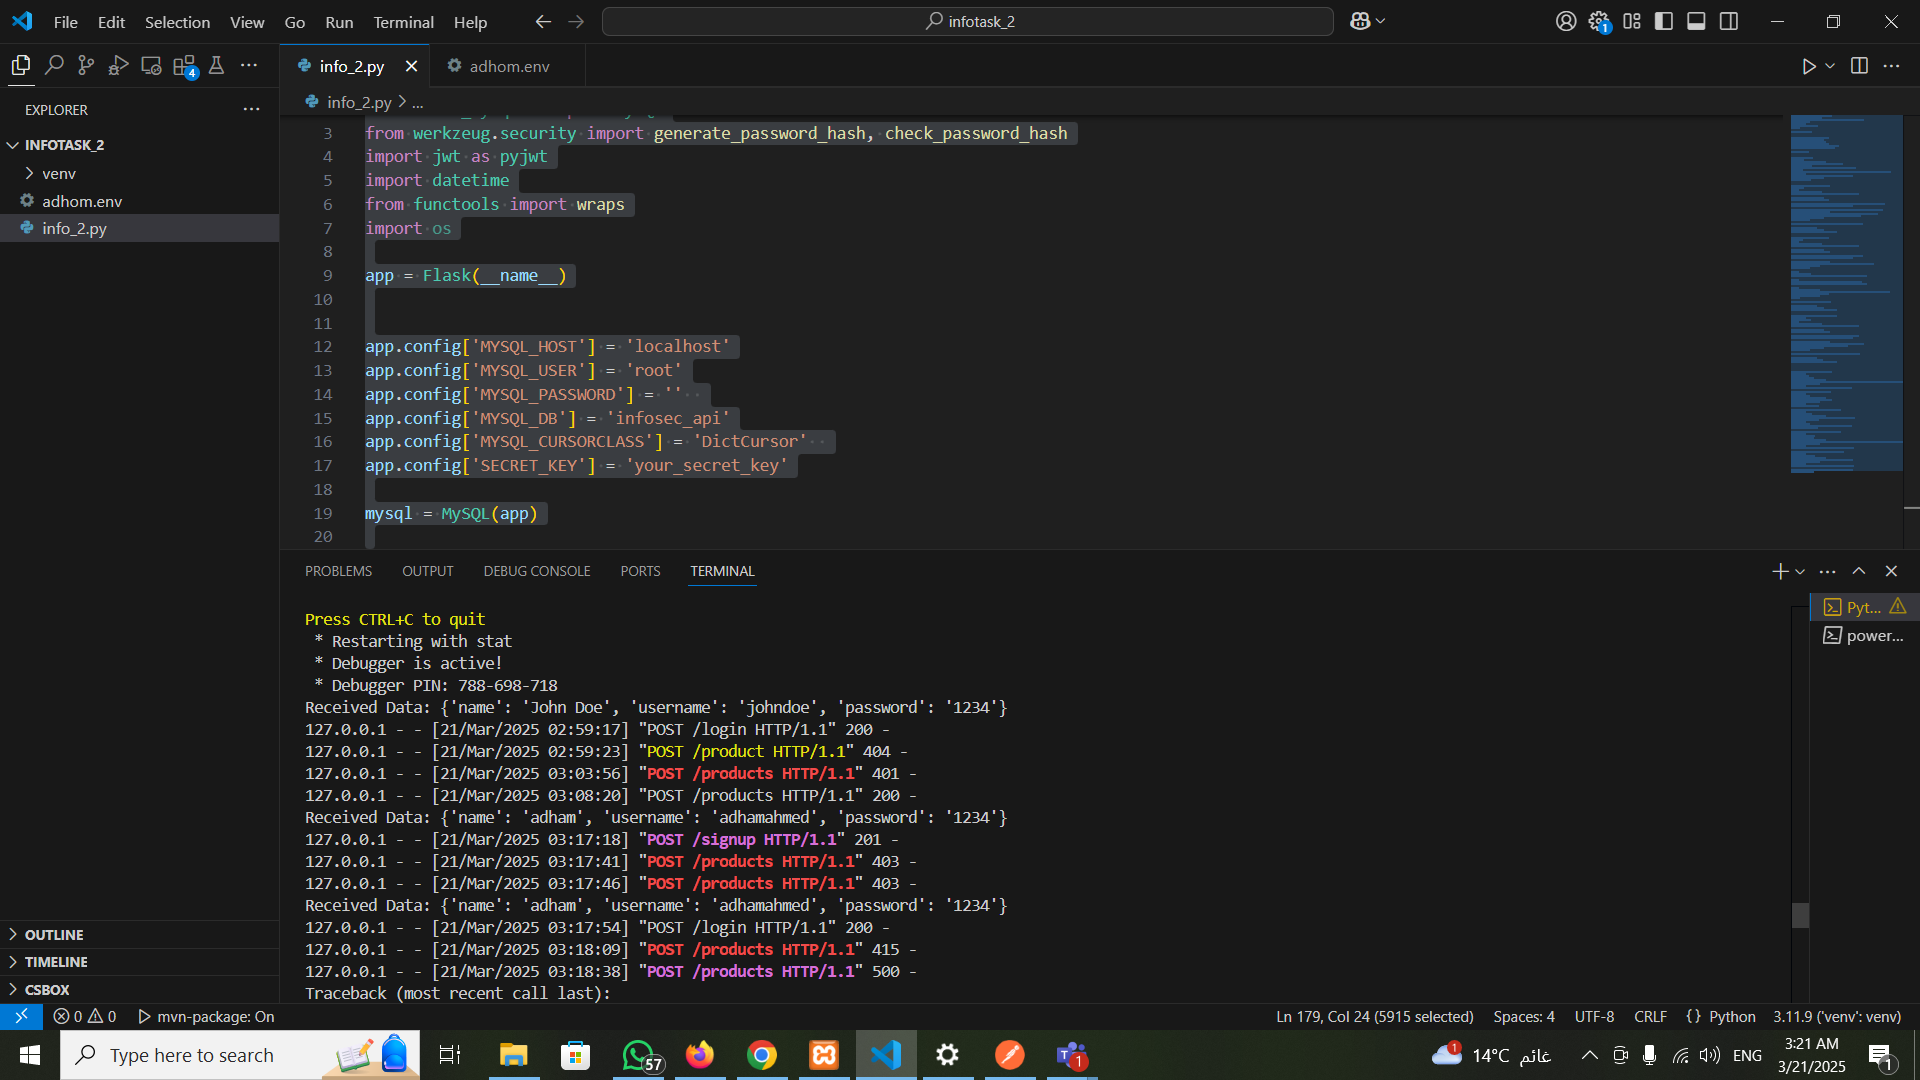 File Edit Selection View Go Run Terminal Help
infotask_2
1
4
info_2.py
adhom.env
EXPLORER
info_2.py > ...
INFOTASK_2
venv
adhom.env
info_2.py
3 from werkzeug.security import generate_password_hash, check_password_hash
4 import jwt as pyjwt
5 import datetime
6 from functools import wraps
7 import os
8
9 app = Flask(__name__)
10
11
12 app.config['MYSQL_HOST'] = 'localhost'
13 app.config['MYSQL_USER'] = 'root'
14 app.config['MYSQL_PASSWORD'] = ''
15 app.config['MYSQL_DB'] = 'infosec_api'
16 app.config['MYSQL_CURSORCLASS'] = 'DictCursor'
17 app.config['SECRET_KEY'] = 'your_secret_key'
18
19 mysql = MySQL(app)
20
PROBLEMS OUTPUT DEBUG CONSOLE PORTS TERMINAL
Pyt...
power...
Press CTRL+C to quit
* Restarting with stat
* Debugger is active!
* Debugger PIN: 788-698-718
Received Data: {'name': 'John Doe', 'username': 'johndoe', 'password': '1234'}
127.0.0.1 - - [21/Mar/2025 02:59:17] "POST /login HTTP/1.1" 200 -
127.0.0.1 - - [21/Mar/2025 02:59:23] "POST /product HTTP/1.1" 404 -
127.0.0.1 - - [21/Mar/2025 03:03:56] "POST /products HTTP/1.1" 401 -
127.0.0.1 - - [21/Mar/2025 03:08:20] "POST /products HTTP/1.1" 200 -
Received Data: {'name': 'adham', 'username': 'adhamahmed', 'password': '1234'}
127.0.0.1 - - [21/Mar/2025 03:17:18] "POST /signup HTTP/1.1" 201 -
127.0.0.1 - - [21/Mar/2025 03:17:41] "POST /products HTTP/1.1" 403 -
127.0.0.1 - - [21/Mar/2025 03:17:46] "POST /products HTTP/1.1" 403 -
Received Data: {'name': 'adham', 'username': 'adhamahmed', 'password': '1234'}
127.0.0.1 - - [21/Mar/2025 03:17:54] "POST /login HTTP/1.1" 200 -
127.0.0.1 - - [21/Mar/2025 03:18:09] "POST /products HTTP/1.1" 415 -
127.0.0.1 - - [21/Mar/2025 03:18:38] "POST /products HTTP/1.1" 500 -
Traceback (most recent call last):
OUTLINE
TIMELINE
CSBOX
0 0 mvn-package: On
Ln 179, Col 24 (5915 selected) Spaces: 4 UTF-8 CRLF {} Python 3.11.9 ('venv': venv)
Type here to search
57
1
1
14°C غائم
ENG
3:21 AM
3/21/2025
1